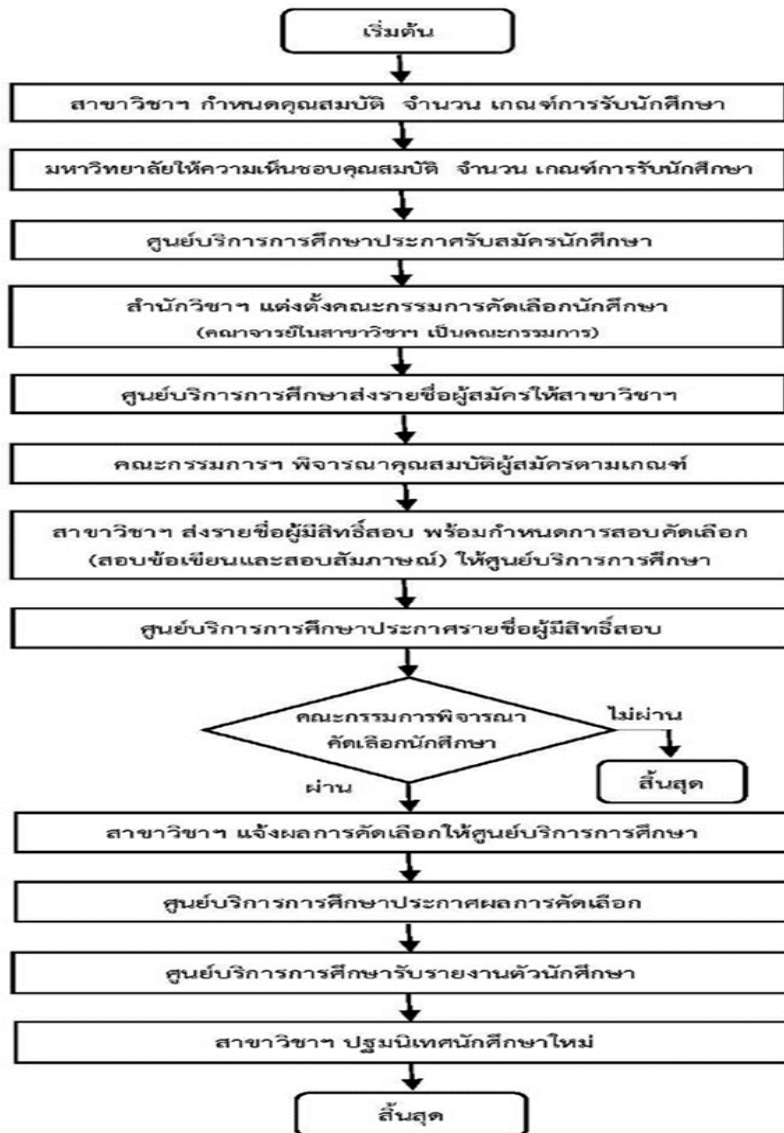 เริ่มต้น
สาขาวิชาฯ กำหนดคุณสมบัติ จำนวน เกณฑ์การรับนักศึกษา
มหาวิทยาลัยให้ความเห็นชอบคุณสมบัติ จำนวน เกณฑ์การรับนักศึกษา
ศูนย์บริการการศึกษาประกาศรับสมัครนักศึกษา
สำนักวิชาฯ แต่งตั้งคณะกรรมการคัดเลือกนักศึกษา
(คณาจารย์ในสาขาวิชาฯ เป็นคณะกรรมการ)
ศูนย์บริการการศึกษาส่งรายชื่อผู้สมัครให้สาขาวิชาฯ
คณะกรรมการฯ พิจารณาคุณสมบัติผู้สมัครตามเกณฑ์
สาขาวิชาฯ ส่งรายชื่อผู้มีสิทธิ์สอบ พร้อมกำหนดการสอบคัดเลือก
(สอบข้อเขียนและสอบสัมภาษณ์) ให้ศูนย์บริการการศึกษา
ศูนย์บริการการศึกษาประกาศรายชื่อผู้มีสิทธิ์สอบ
คณะกรรมการพิจารณา
คัดเลือกนักศึกษา
ไม่ผ่าน
สิ้นสุด
ผ่าน
สาขาวิชาฯ แจ้งผลการคัดเลือกให้ศูนย์บริการการศึกษา
ศูนย์บริการการศึกษาประกาศผลการคัดเลือก
ศูนย์บริการการศึกษารับรายงานตัวนักศึกษา
สาขาวิชาฯ ปฐมนิเทศนักศึกษาใหม่
สิ้นสุด